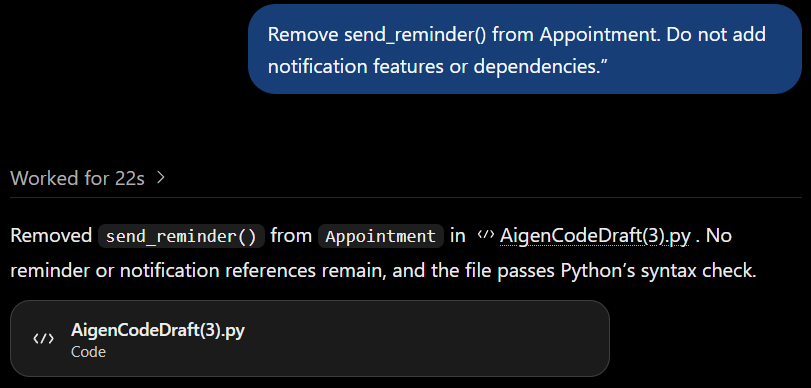 Remove send_reminder() from Appointment. Do not add
notification features or dependencies.”
Worked for 22s
Removed send_reminder() from Appointment in AigenCodeDraft(3).py . No
reminder or notification references remain, and the file passes Python’s syntax check.
AigenCodeDraft(3).py
Code